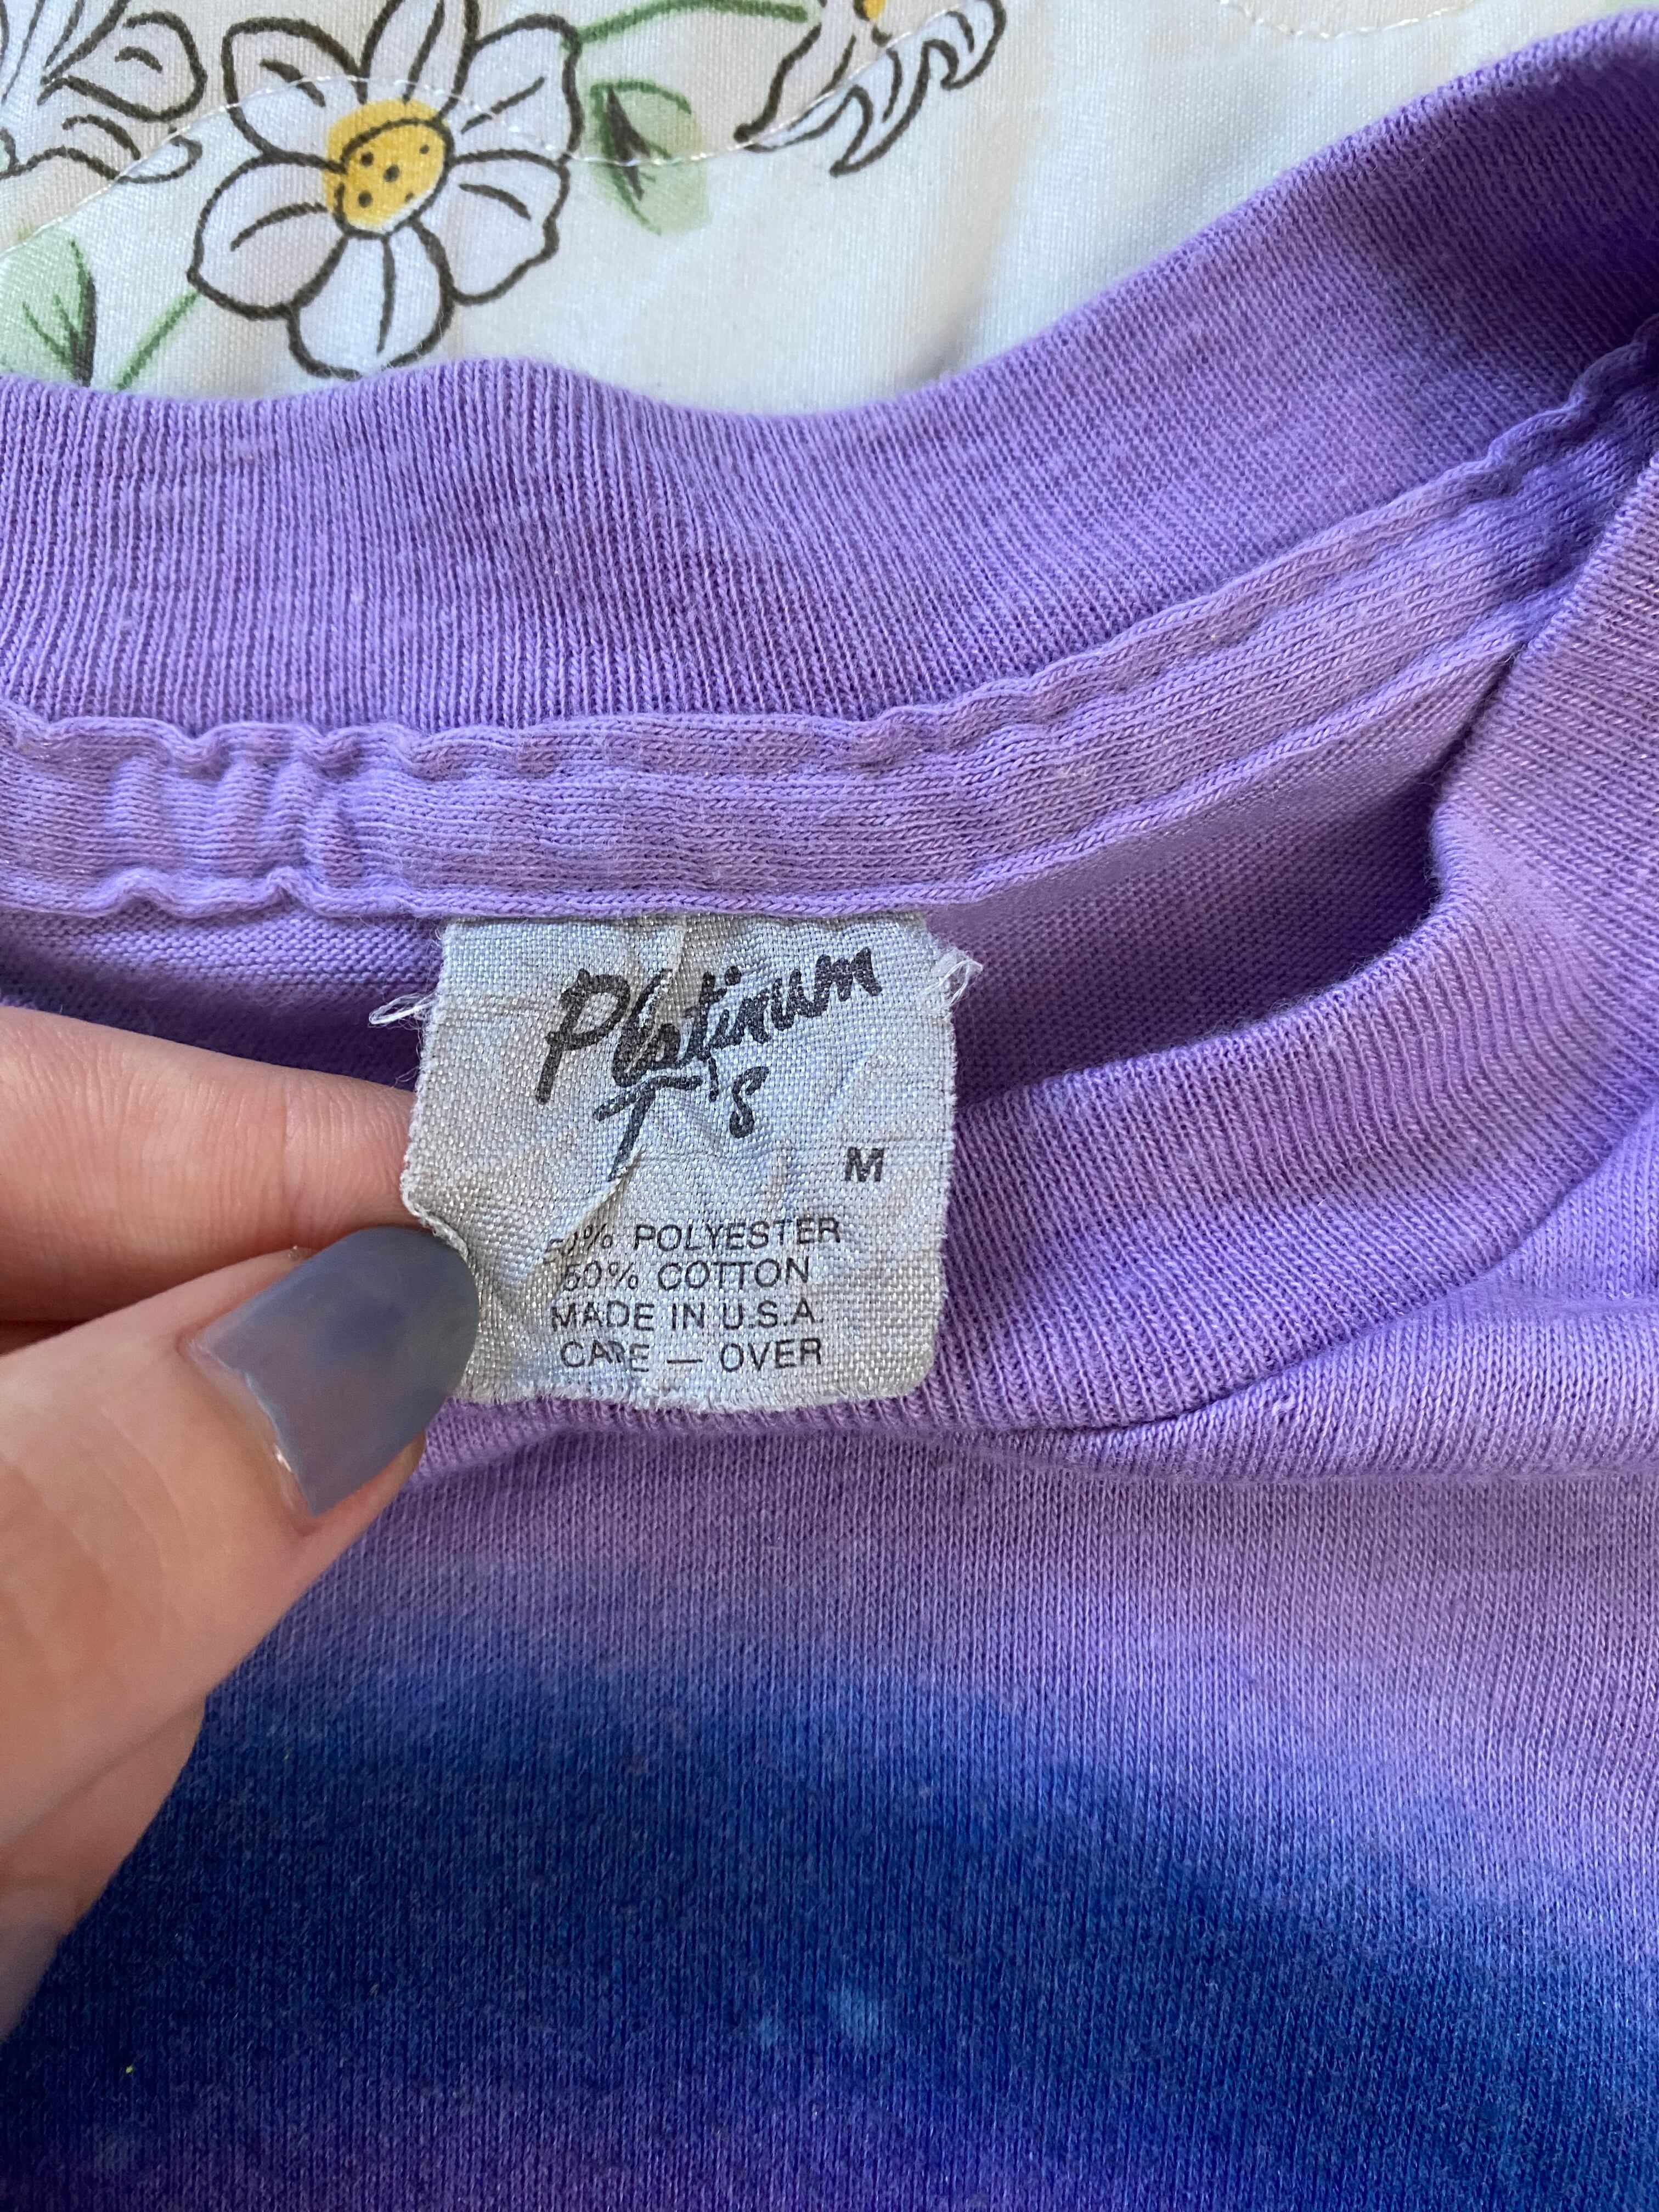 Platinum
T's
M
50% POLYESTER
50% COTTON
MADE IN U.S.A.
CARE — OVER